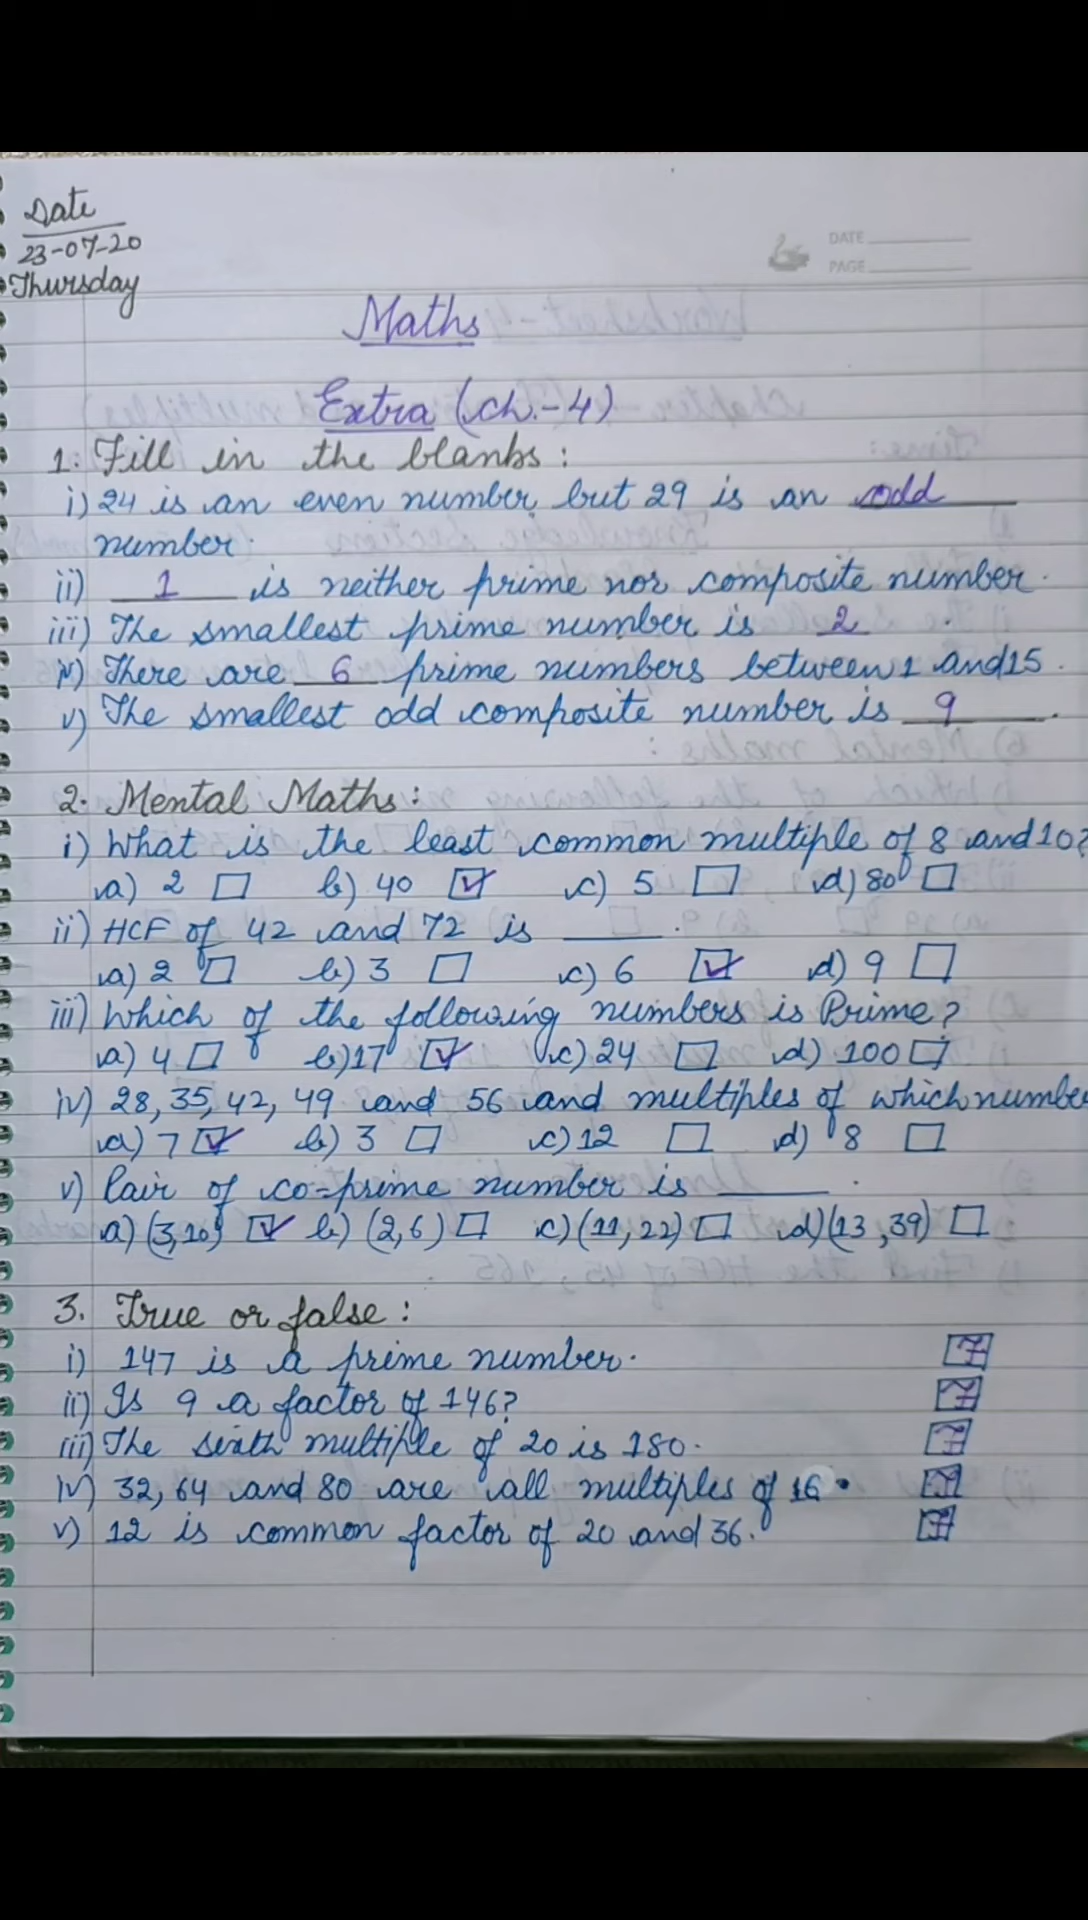 Date
23-07-20
Thursday
DATE
PAGE
Maths
Extra (ch.-4)
1. Fill in the blanks:
i) 24 is an even number, but 29 is an odd
number.
ii) 1 is neither prime nor composite number.
iii) The smallest prime number is 2.
iv) There are 6 prime numbers between 1 and 15.
v) The smallest odd composite number is 9.
2. Mental Maths:
i) What is the least common multiple of 8 and 10?
a) 2 b) 40 ✓ c) 5 d) 80
ii) HCF of 42 and 72 is ____.
a) 2 b) 3 c) 6 ✓ d) 9
iii) Which of the following numbers is Prime?
a) 4 b) 17 ✓ c) 24 d) 100
iv) 28, 35, 42, 49 and 56 and multiples of which numbe
a) 7 ✓ b) 3 c) 12 d) 8
v) Pair of co-prime number is ____.
a) (3,10) ✓ b) (2,6) c) (11,22) d) (13,39)
3. True or false:
i) 147 is a prime number. F
ii) Is 9 a factor of 146?
iii) The sixth multiple of 20 is 180.
iv) 32, 64 and 80 are all multiples of 16.
v) 12 is common factor of 20 and 36. F